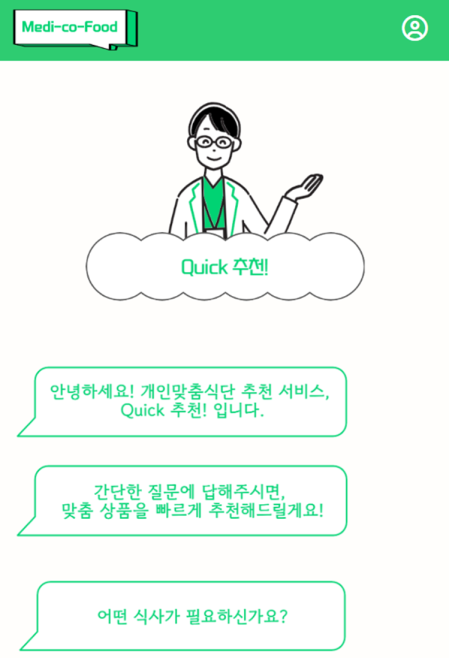 Medi-co-Food
Quick 추천!
안녕하세요! 개인맞춤식단 추천 서비스,
Quick 추천! 입니다.
간단한 질문에 답해주시면,
맞춤 상품을 빠르게 추천해드릴게요!
어떤 식사가 필요하신가요?